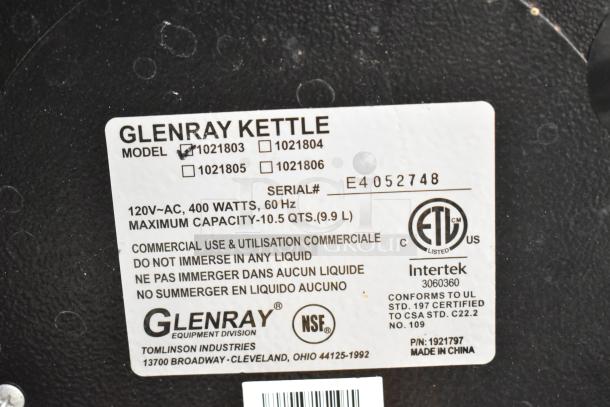 GLENRAY KETTLE
MODEL ☑1021803 ☐1021804
☐1021805 ☐1021806
SERIAL# E4052748
120V~AC, 400 WATTS, 60 Hz
MAXIMUM CAPACITY-10.5 QTS.(9.9 L)
COMMERCIAL USE & UTILISATION COMMERCIALE
DO NOT IMMERSE IN ANY LIQUID
NE PAS IMMERGER DANS AUCUN LIQUIDE
NO SUMMERGER EN LIQUIDO AUCUNO
C ETL CM US
LISTED
Intertek
3060360
CONFORMS TO UL
STD. 197 CERTIFIED
TO CSA STD. C22.2
NO. 109
GLENRAY®
EQUIPMENT DIVISION
NSF®
TOMLINSON INDUSTRIES
13700 BROADWAY-CLEVELAND, OHIO 44125-1992
P/N: 1921797
MADE IN CHINA
GROUP